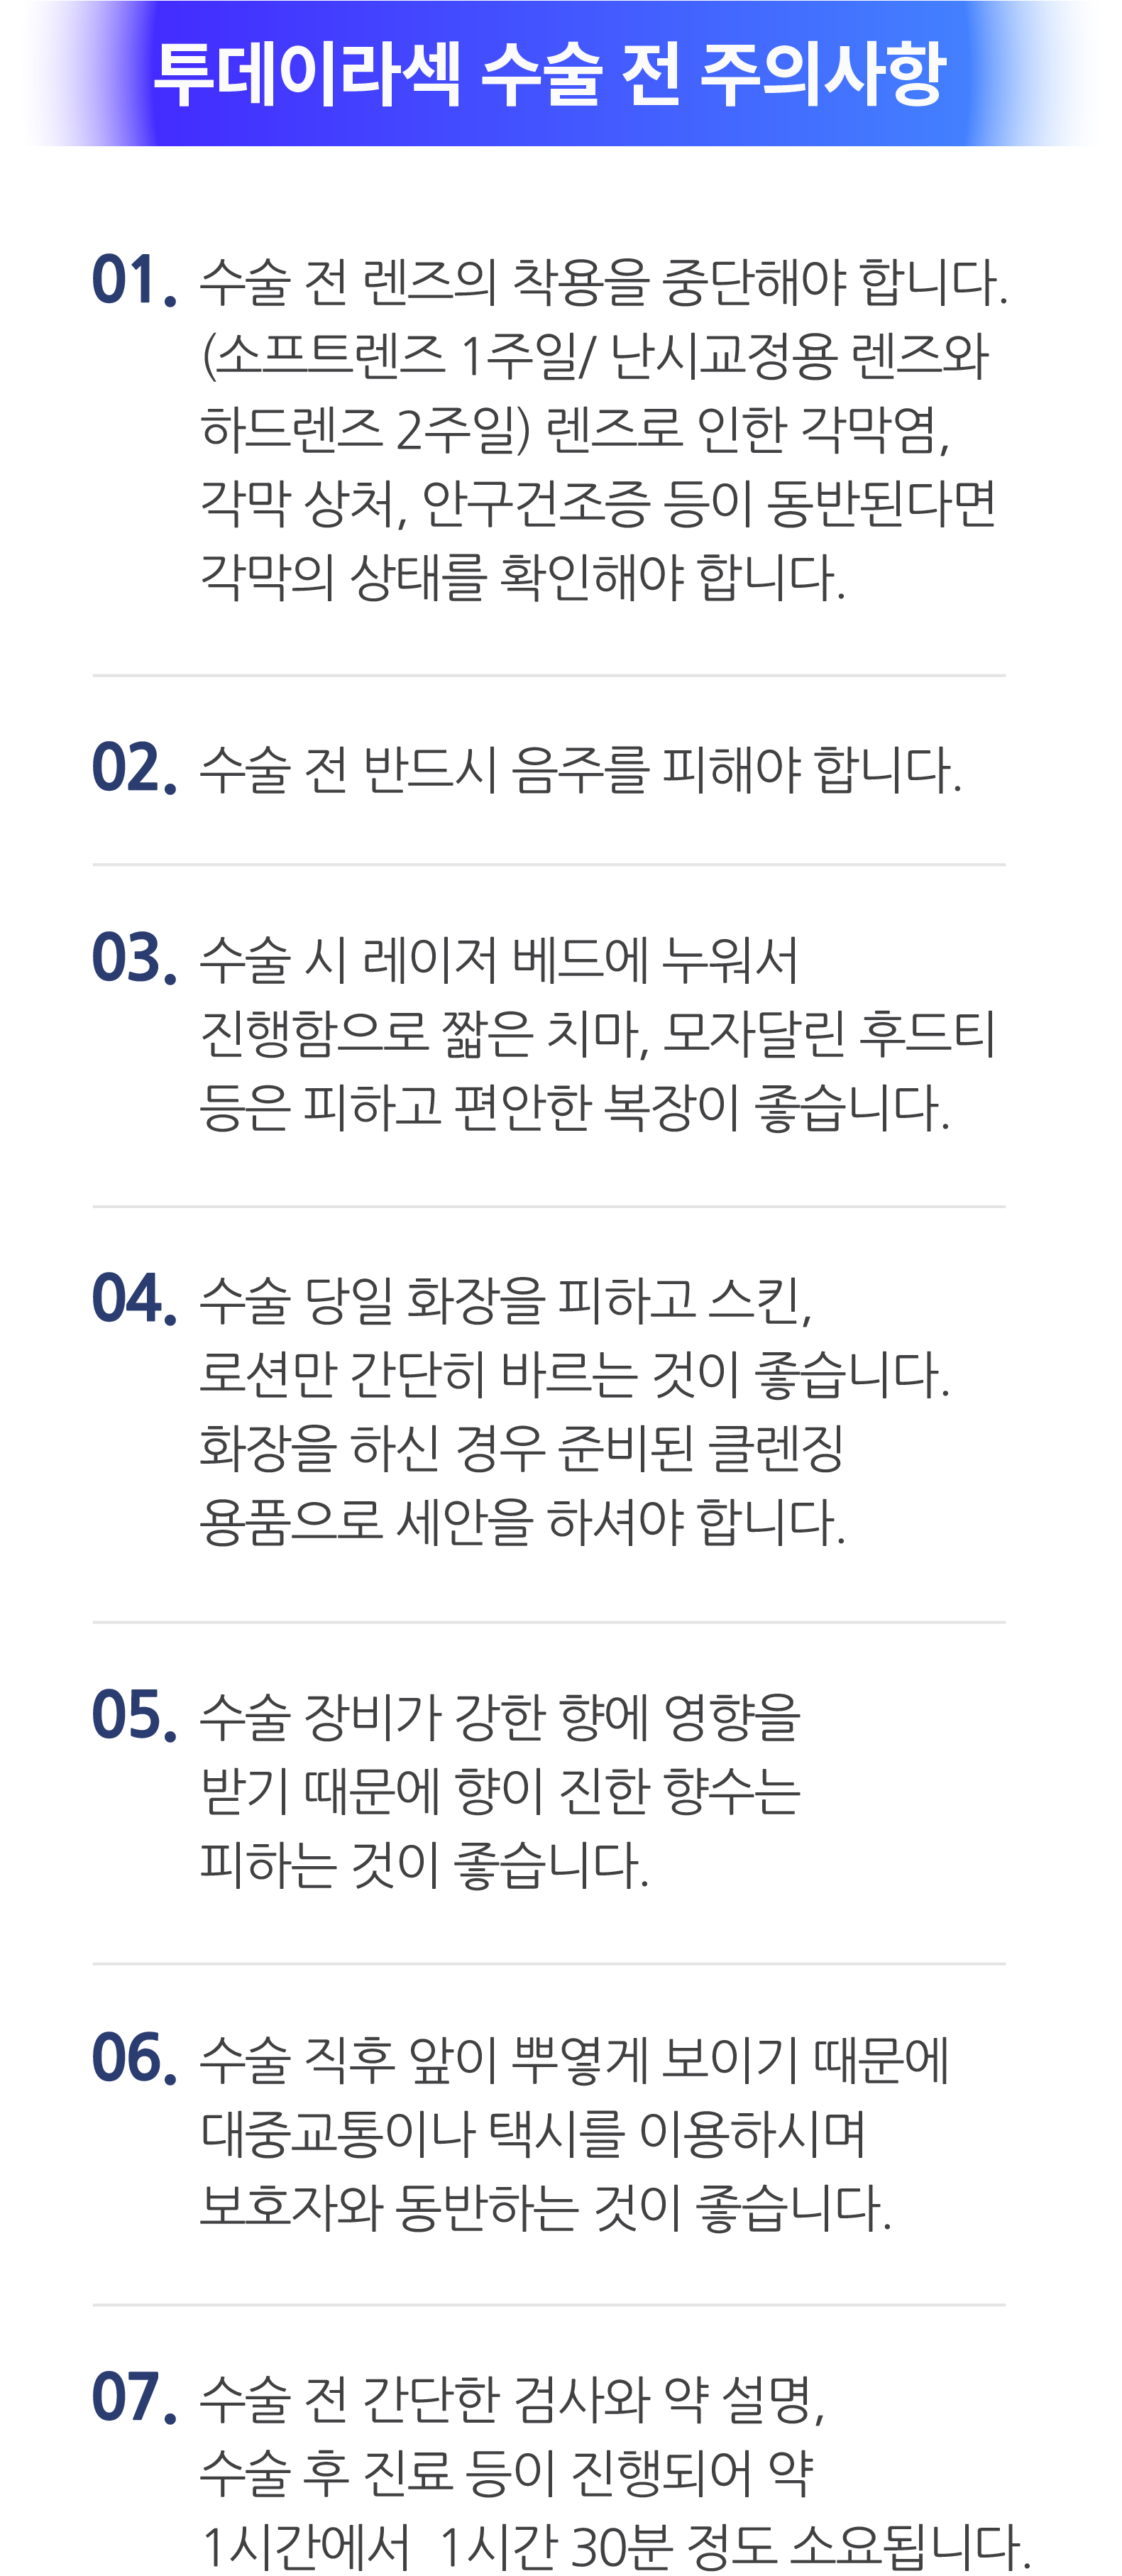 투데이라섹 수술 전 주의사항
01. 수술 전 렌즈의 착용을 중단해야 합니다.
(소프트렌즈 1주일/ 난시교정용 렌즈와
하드렌즈 2주일) 렌즈로 인한 각막염,
각막 상처, 안구건조증 등이 동반된다면
각막의 상태를 확인해야 합니다.
02. 수술 전 반드시 음주를 피해야 합니다.
03. 수술 시 레이저 베드에 누워서
진행함으로 짧은 치마, 모자달린 후드티
등은 피하고 편안한 복장이 좋습니다.
04. 수술 당일 화장을 피하고 스킨,
로션만 간단히 바르는 것이 좋습니다.
화장을 하신 경우 준비된 클렌징
용품으로 세안을 하셔야 합니다.
05. 수술 장비가 강한 향에 영향을
받기 때문에 향이 진한 향수는
피하는 것이 좋습니다.
06. 수술 직후 앞이 뿌옇게 보이기 때문에
대중교통이나 택시를 이용하시며
보호자와 동반하는 것이 좋습니다.
07. 수술 전 간단한 검사와 약 설명,
수술 후 진료 등이 진행되어 약
1시간에서  1시간 30분 정도 소요됩니다.